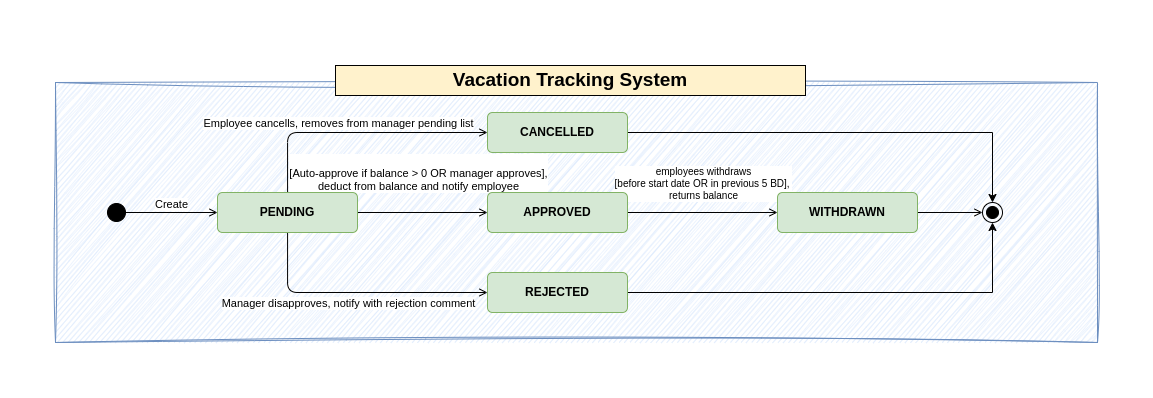 Vacation Tracking System
Employee cancells, removes from manager pending list
CANCELLED
[Auto-approve if balance > 0 OR manager approves],
deduct from balance and notify employee
employees withdraws
[before start date OR in previous 5 BD],
returns balance
Create
PENDING
APPROVED
WITHDRAWN
Manager disapproves, notify with rejection comment
REJECTED